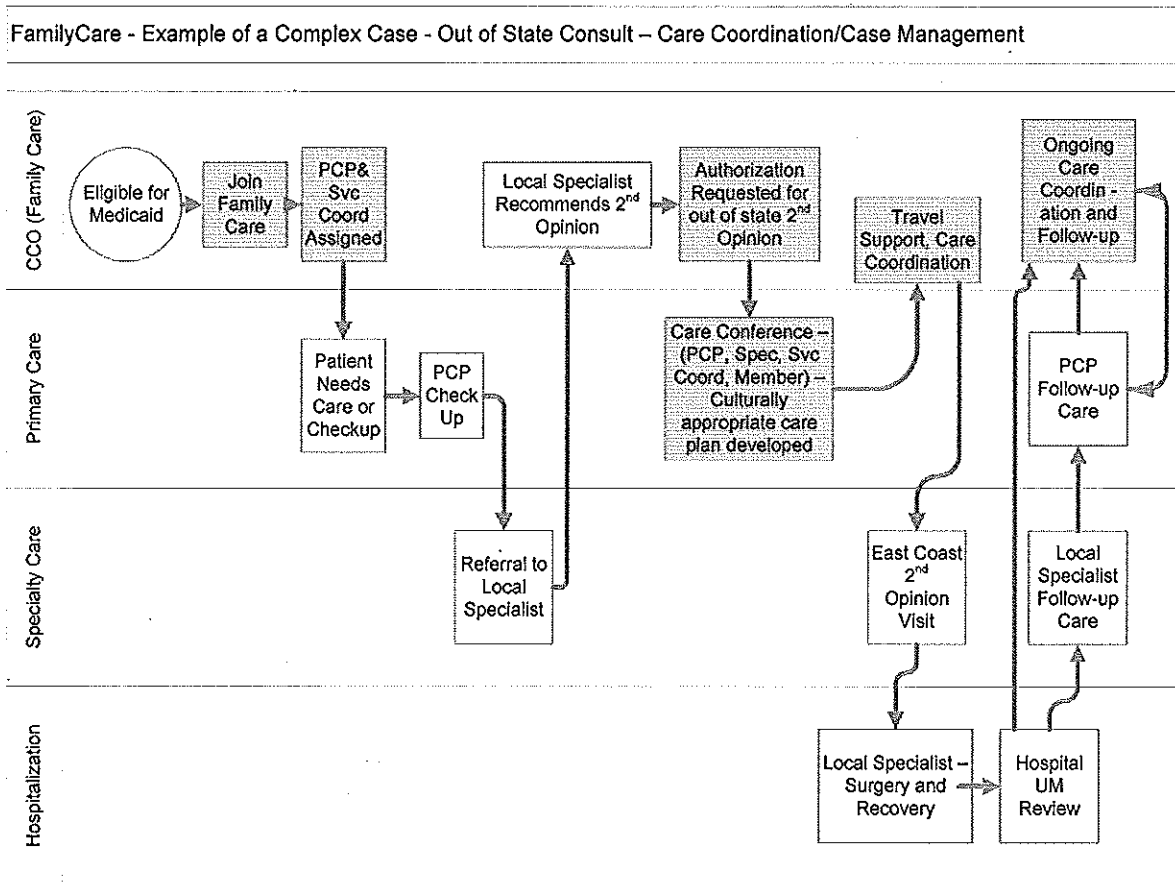 FamilyCare - Example of a Complex Case - Out of State Consult – Care Coordination/Case Management
CCO (Family Care)
Eligible for
Medicaid
Join
Family
Care
PCP&
Svc
Coord
Assigned
Local Specialist
Recommends 2nd
Opinion
Authorization
Requested for
out of state 2nd
Opinion
Travel
Support, Care
Coordination
Ongoing
Care
Coordin -
ation and
Follow-up
Primary Care
Patient
Needs
Care or
Checkup
PCP
Check
Up
Care Conference –
(PCP, Spec, Svc
Coord, Member) –
Culturally
appropriate care
plan developed
PCP
Follow-up
Care
Specialty Care
Referral to
Local
Specialist
East Coast
2nd
Opinion
Visit
Local
Specialist
Follow-up
Care
Hospitalization
Local Specialist –
Surgery and
Recovery
Hospital
UM
Review